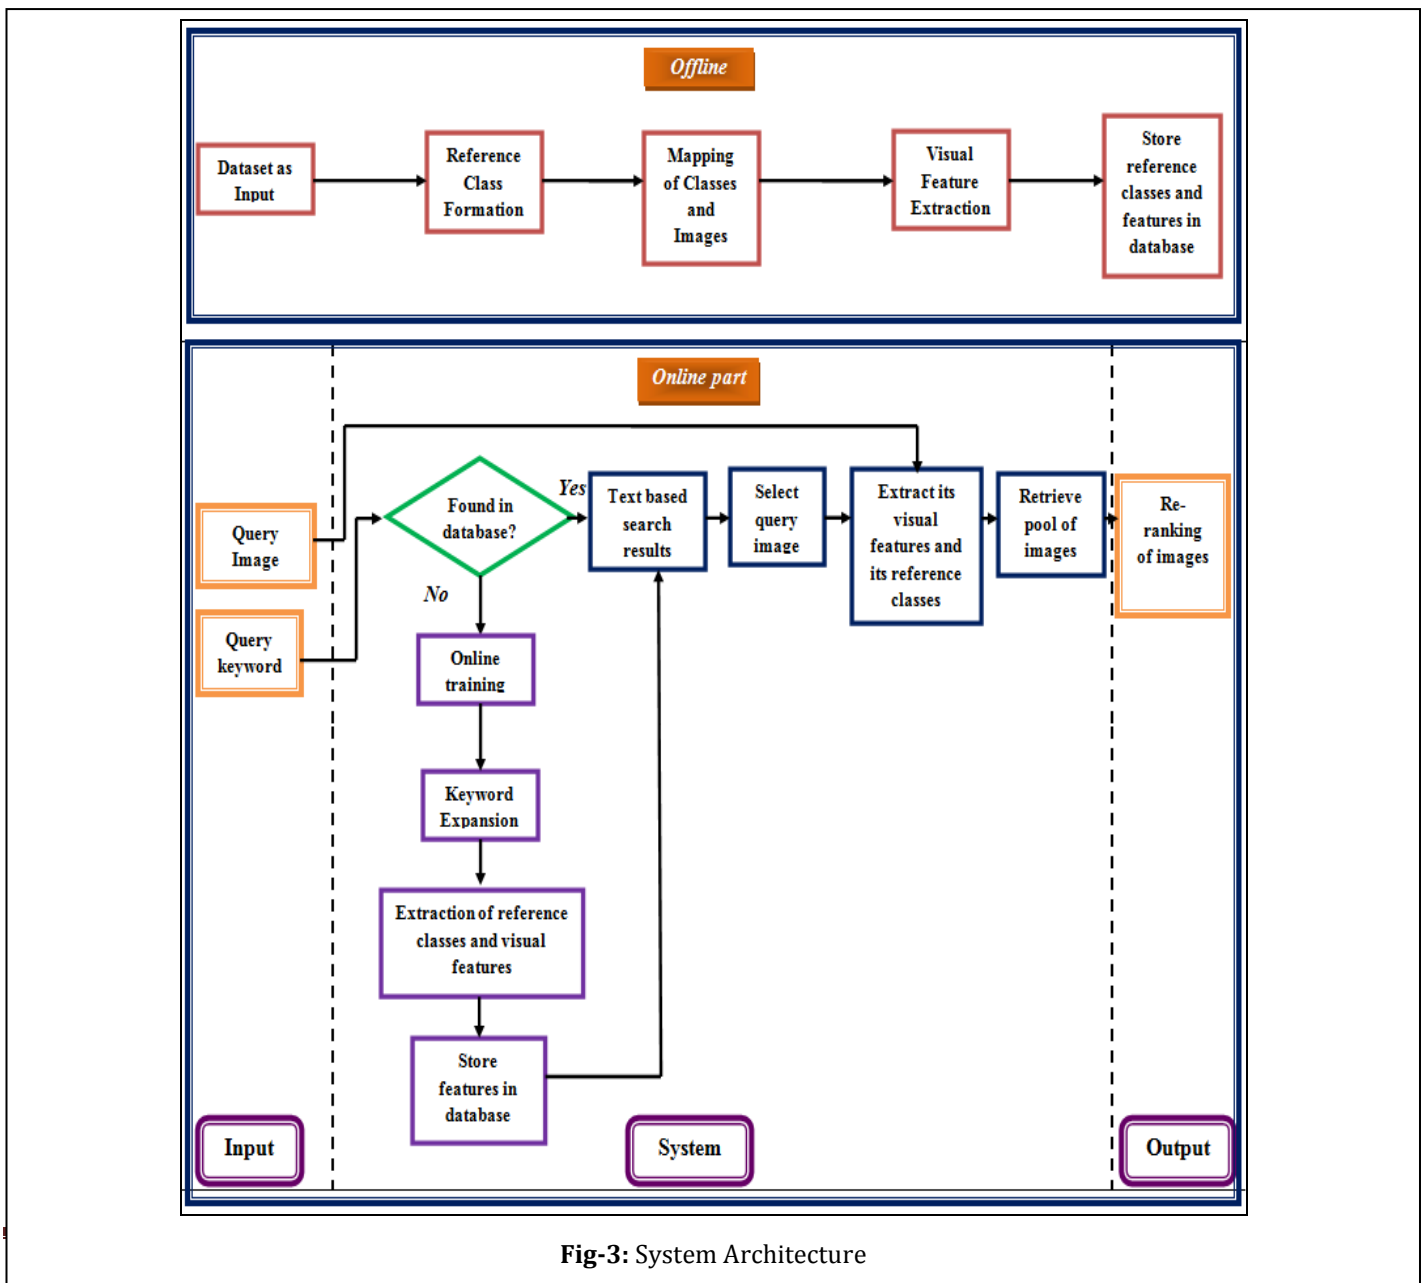 Offline
Dataset as
Input
Reference
Class
Formation
Mapping
of Classes
and
Images
Visual
Feature
Extraction
Store
reference
classes and
features in
database
Online part
Query
Image
Query
keyword
Found in
database?
Yes
No
Text based
search
results
Select
query
image
Extract its
visual
features and
its reference
classes
Retrieve
pool of
images
Re-
ranking
of images
Online
training
Keyword
Expansion
Extraction of reference
classes and visual
features
Store
features in
database
Input
System
Output
Fig-3: System Architecture